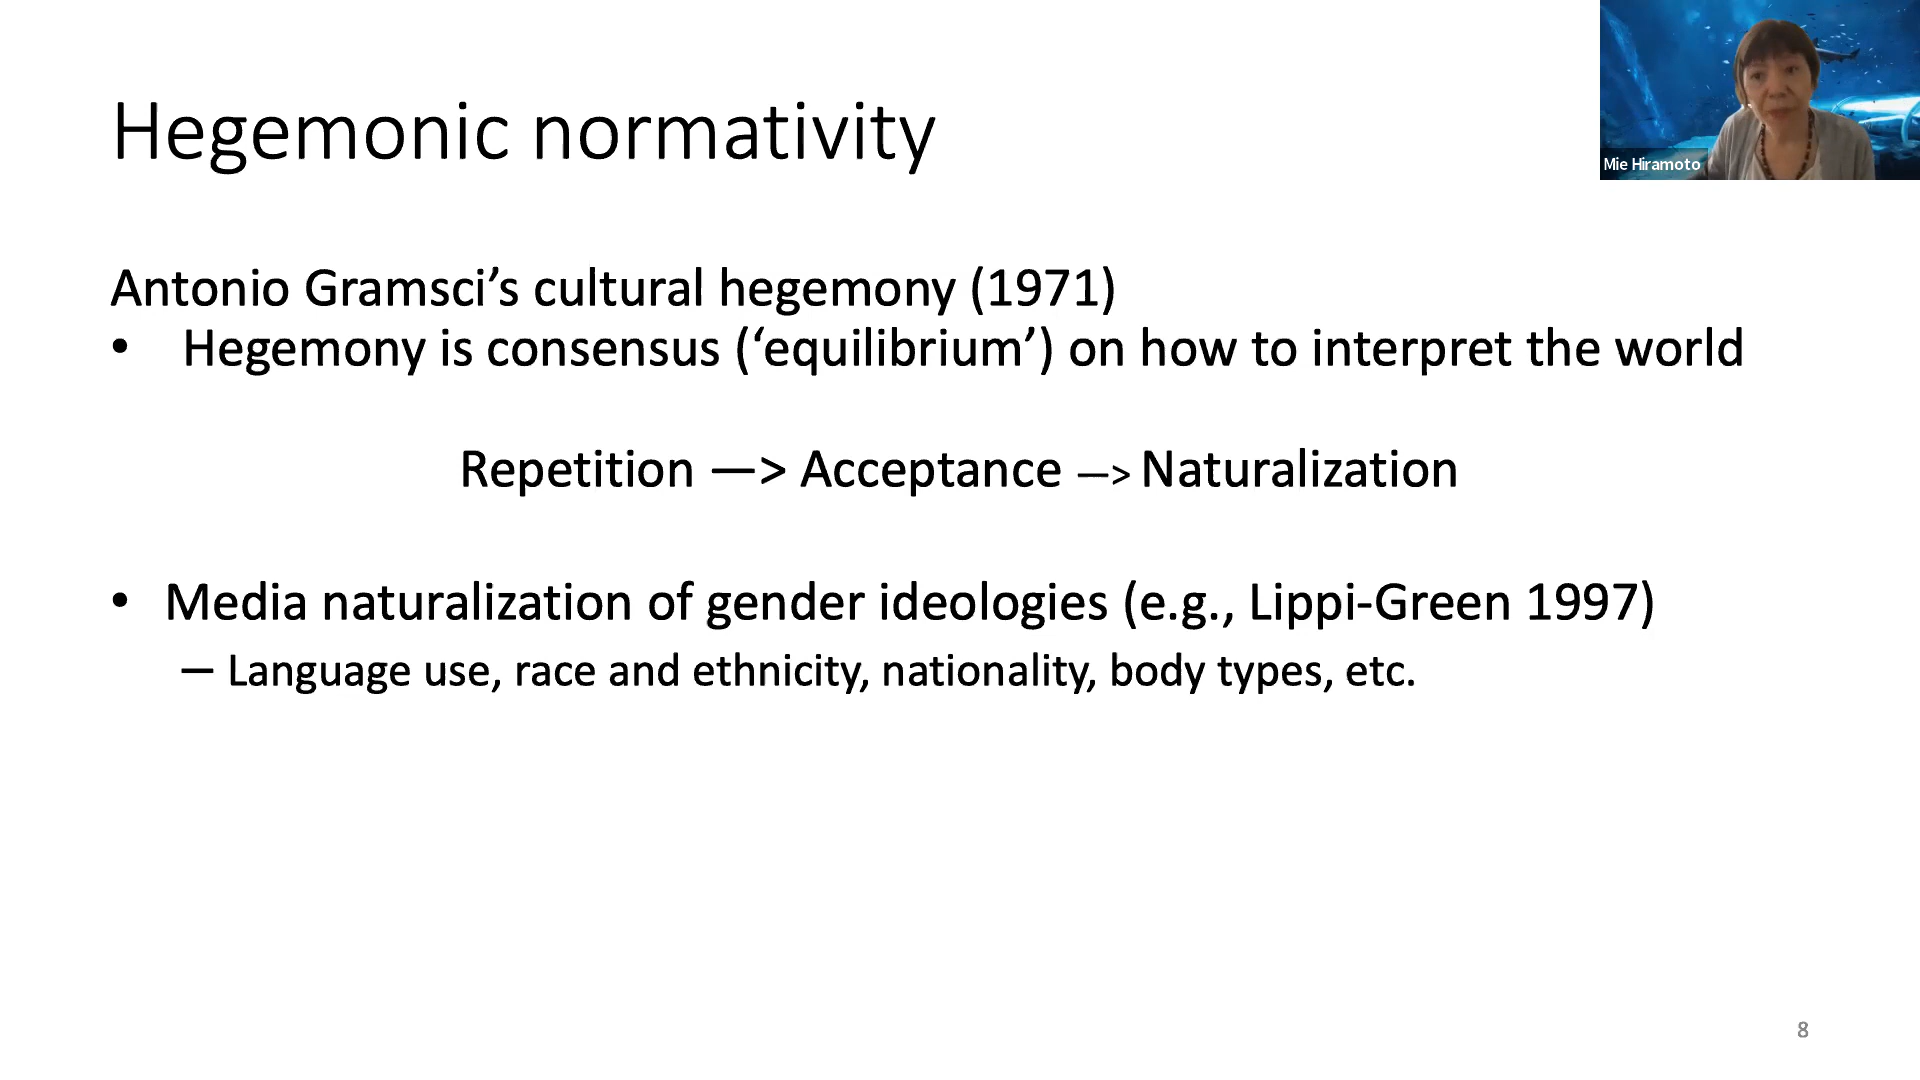 Hegemonic normativity
Mie Hiramoto
Antonio Gramsci’s cultural hegemony (1971)
• Hegemony is consensus (‘equilibrium’) on how to interpret the world
Repetition —> Acceptance —> Naturalization
• Media naturalization of gender ideologies (e.g., Lippi-Green 1997)
— Language use, race and ethnicity, nationality, body types, etc.
8